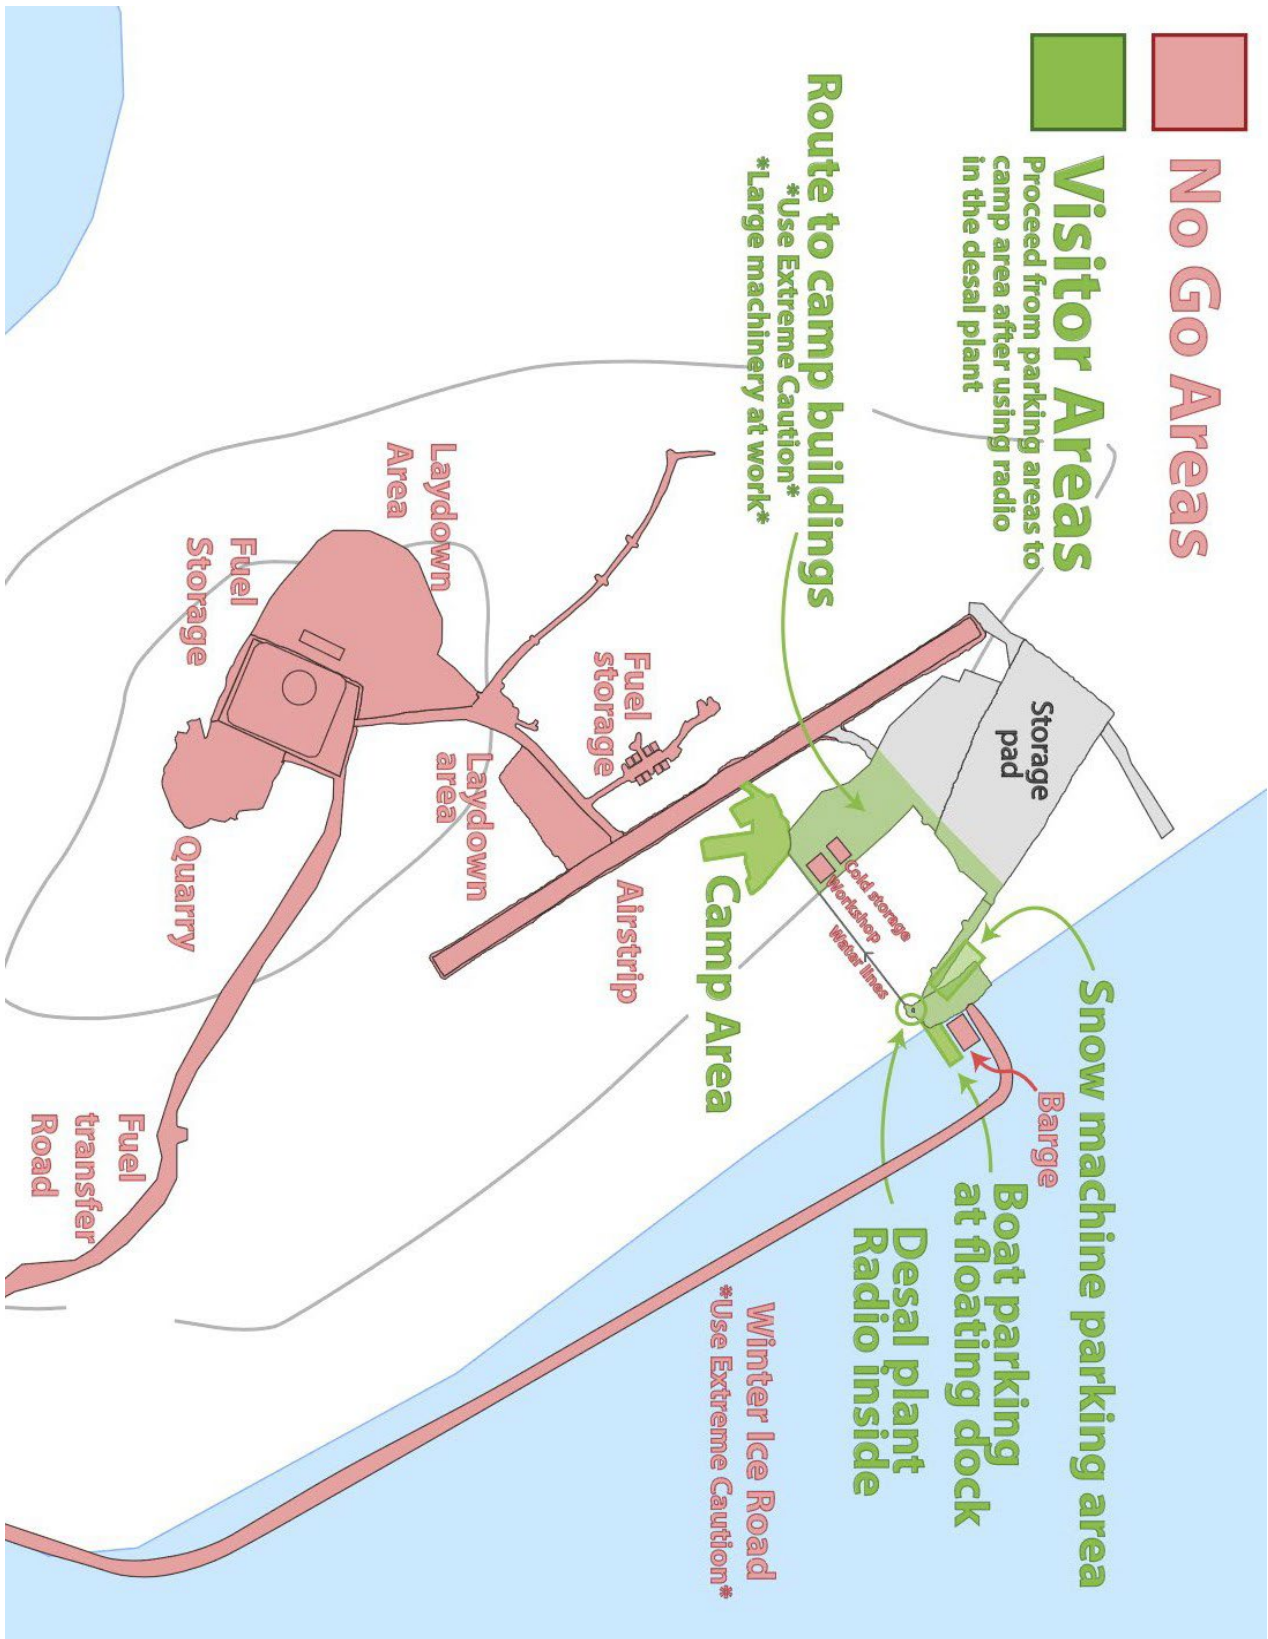 No Go Areas
Visitor Areas
Proceed from parking areas to
camp area after using radio
in the desal plant
Route to camp buildings
*Use Extreme Caution*
*Large machinery at work*
Storage
pad
Snow machine parking area
Barge
Boat parking
at floating dock
Desal plant
Radio inside
Cold storage
Workshop
Water lines
Camp Area
Winter Ice Road
*Use Extreme Caution*
Fuel
storage
Airstrip
Laydown
area
Laydown
Area
Fuel
Storage
Quarry
Fuel
transfer
Road